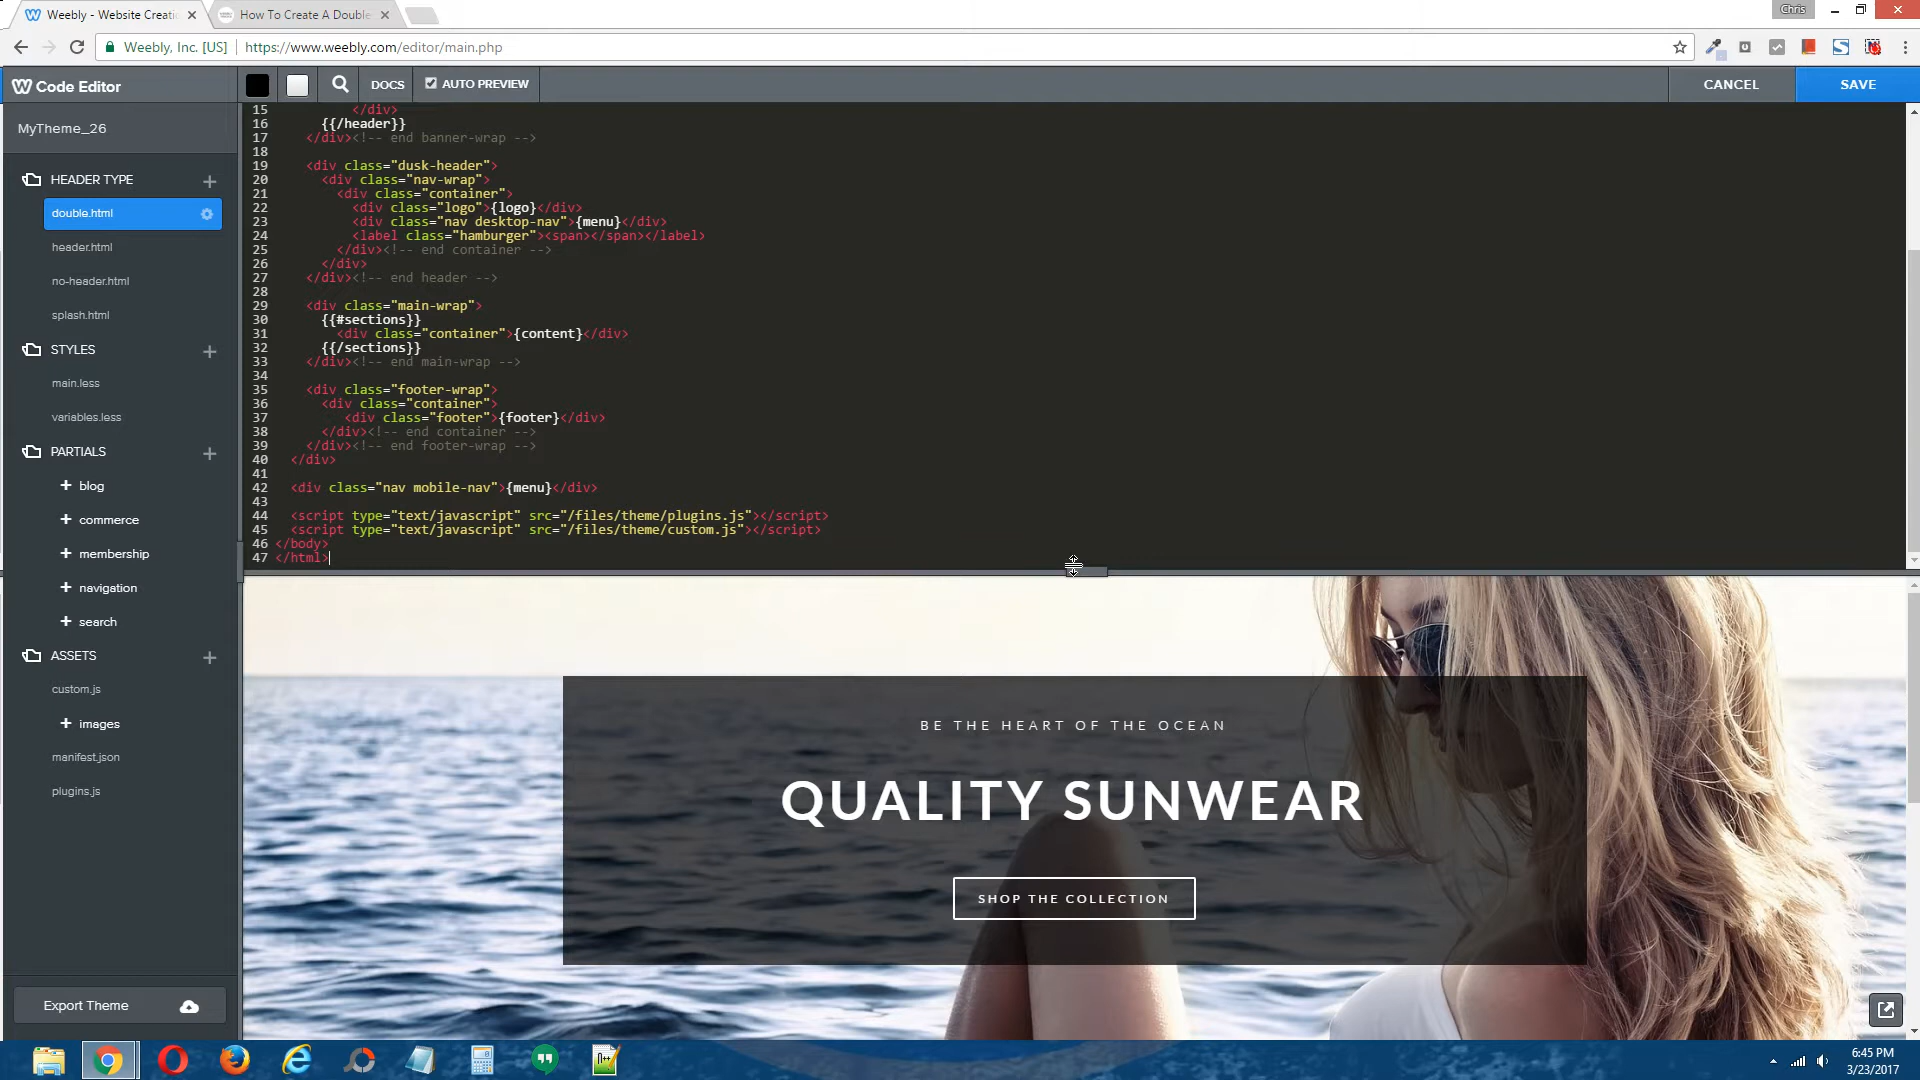 Weebly - Website Creati
How To Create A Double
Chris
Weebly, Inc. [US]
https://www.weebly.com/editor/main.php
Code Editor
DOCS
AUTO PREVIEW
CANCEL
SAVE
MyTheme_26
HEADER TYPE
double.html
header.html
no-header.html
splash.html
STYLES
main.less
variables.less
PARTIALS
blog
commerce
membership
navigation
search
ASSETS
custom.js
images
manifest.json
plugins.js
Export Theme
15 </div>
16 {{/header}}
17 </div><!-- end banner-wrap -->
18
19 <div class="dusk-header">
20 <div class="nav-wrap">
21 <div class="container">
22 <div class="logo">{logo}</div>
23 <div class="nav desktop-nav">{menu}</div>
24 <label class="hamburger"><span></span></label>
25 </div><!-- end container -->
26 </div>
27 </div><!-- end header -->
28
29 <div class="main-wrap">
30 {{#sections}}
31 <div class="container">{content}</div>
32 {{/sections}}
33 </div><!-- end main-wrap -->
34
35 <div class="footer-wrap">
36 <div class="container">
37 <div class="footer">{footer}</div>
38 </div><!-- end container -->
39 </div><!-- end footer-wrap -->
40 </div>
41
42 <div class="nav mobile-nav">{menu}</div>
43
44 <script type="text/javascript" src="/files/theme/plugins.js"></script>
45 <script type="text/javascript" src="/files/theme/custom.js"></script>
46 </body>
47 </html>
BE THE HEART OF THE OCEAN
QUALITY SUNWEAR
SHOP THE COLLECTION
6:45 PM
3/23/2017